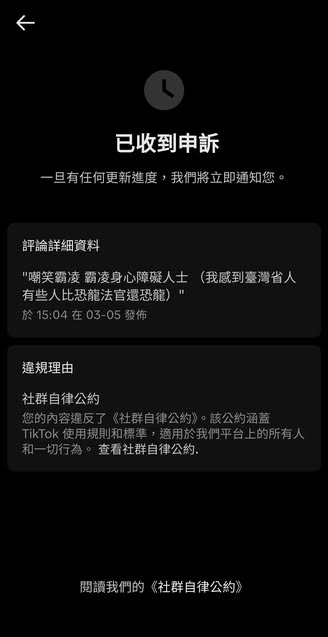 已收到申訴
一旦有任何更新進度，我們將立即通知您。
評論詳細資料
"嘲笑霸凌 霸凌身心障礙人士 （我感到臺灣省人
有些人比恐龍法官還恐龍）"
於 15:04 在 03-05 發佈
違規理由
社群自律公約
您的內容違反了《社群自律公約》。該公約涵蓋
TikTok 使用規則和標準，適用於我們平台上的所有人
和一切行為。 查看社群自律公約.
閱讀我們的《社群自律公約》